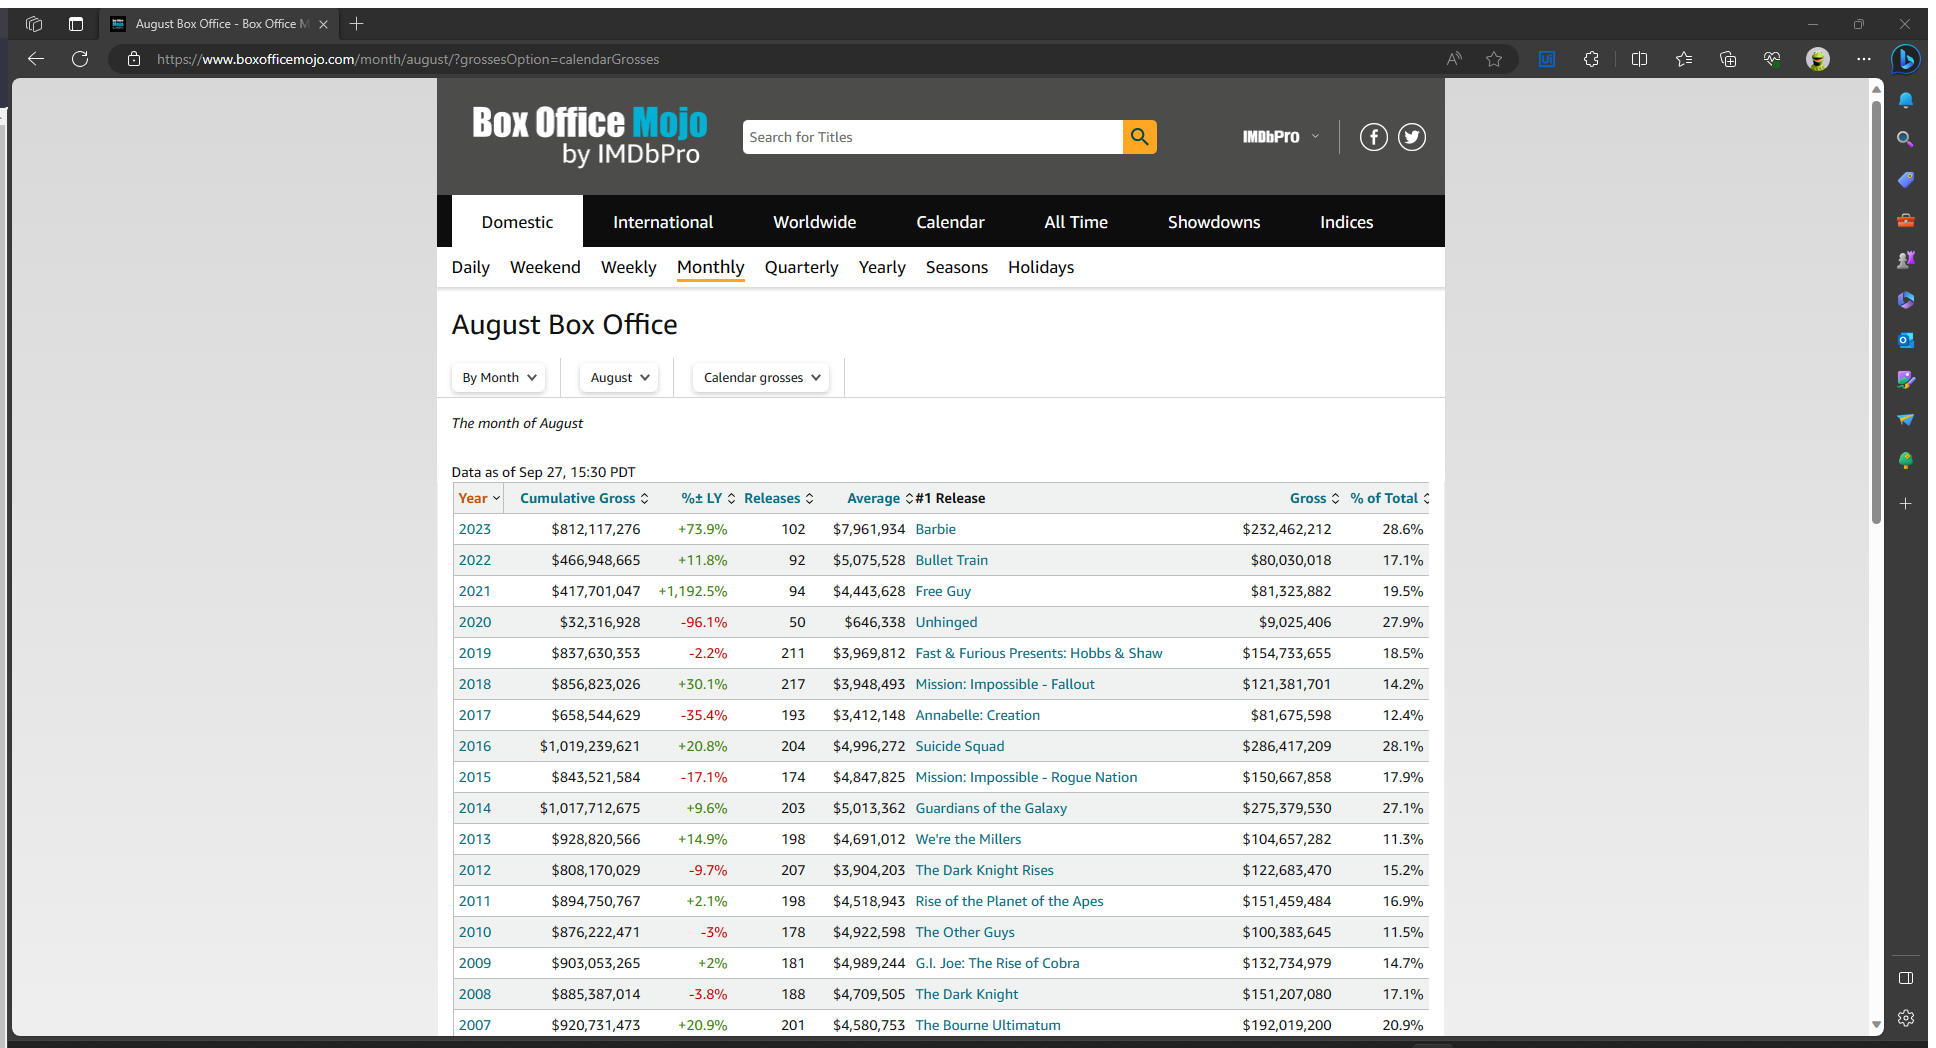 August Box Office - Box Office M
https://www.boxofficemojo.com/month/august/?grossesOption=calendarGrosses
Box Office Mojo
by IMDbPro
Search for Titles
IMDbPro
Domestic International Worldwide Calendar All Time Showdowns Indices
Daily Weekend Weekly Monthly Quarterly Yearly Seasons Holidays
August Box Office
By Month August Calendar grosses
The month of August
Data as of Sep 27, 15:30 PDT
Year Cumulative Gross %± LY Releases Average #1 Release Gross % of Total
2023 $812,117,276 +73.9% 102 $7,961,934 Barbie $232,462,212 28.6%
2022 $466,948,665 +11.8% 92 $5,075,528 Bullet Train $80,030,018 17.1%
2021 $417,701,047 +1,192.5% 94 $4,443,628 Free Guy $81,323,882 19.5%
2020 $32,316,928 -96.1% 50 $646,338 Unhinged $9,025,406 27.9%
2019 $837,630,353 -2.2% 211 $3,969,812 Fast & Furious Presents: Hobbs & Shaw $154,733,655 18.5%
2018 $856,823,026 +30.1% 217 $3,948,493 Mission: Impossible - Fallout $121,381,701 14.2%
2017 $658,544,629 -35.4% 193 $3,412,148 Annabelle: Creation $81,675,598 12.4%
2016 $1,019,239,621 +20.8% 204 $4,996,272 Suicide Squad $286,417,209 28.1%
2015 $843,521,584 -17.1% 174 $4,847,825 Mission: Impossible - Rogue Nation $150,667,858 17.9%
2014 $1,017,712,675 +9.6% 203 $5,013,362 Guardians of the Galaxy $275,379,530 27.1%
2013 $928,820,566 +14.9% 198 $4,691,012 We're the Millers $104,657,282 11.3%
2012 $808,170,029 -9.7% 207 $3,904,203 The Dark Knight Rises $122,683,470 15.2%
2011 $894,750,767 +2.1% 198 $4,518,943 Rise of the Planet of the Apes $151,459,484 16.9%
2010 $876,222,471 -3% 178 $4,922,598 The Other Guys $100,383,645 11.5%
2009 $903,053,265 +2% 181 $4,989,244 G.I. Joe: The Rise of Cobra $132,734,979 14.7%
2008 $885,387,014 -3.8% 188 $4,709,505 The Dark Knight $151,207,080 17.1%
2007 $920,731,473 +20.9% 201 $4,580,753 The Bourne Ultimatum $192,019,200 20.9%